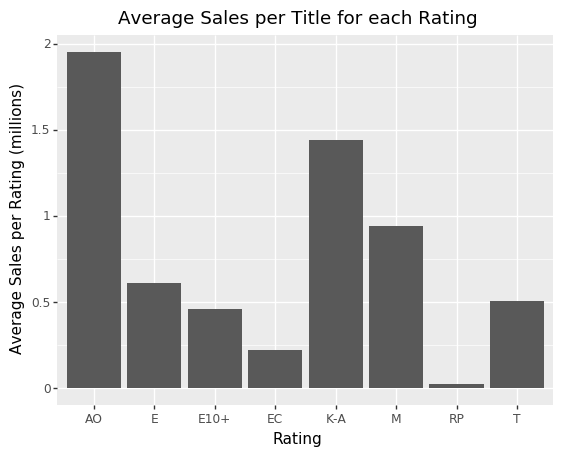 Average Sales per Title for each Rating
Average Sales per Rating (millions)
2
1.5
1
0.5
0
AO E E10+ EC K-A M RP T
Rating